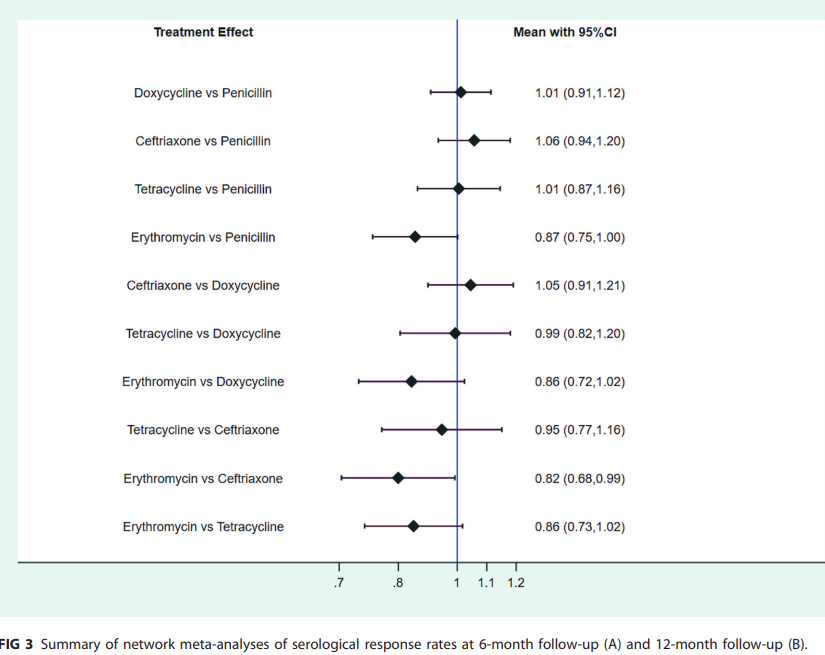 Treatment Effect Mean with 95%CI
Doxycycline vs Penicillin 1.01 (0.91,1.12)
Ceftriaxone vs Penicillin 1.06 (0.94,1.20)
Tetracycline vs Penicillin 1.01 (0.87,1.16)
Erythromycin vs Penicillin 0.87 (0.75,1.00)
Ceftriaxone vs Doxycycline 1.05 (0.91,1.21)
Tetracycline vs Doxycycline 0.99 (0.82,1.20)
Erythromycin vs Doxycycline 0.86 (0.72,1.02)
Tetracycline vs Ceftriaxone 0.95 (0.77,1.16)
Erythromycin vs Ceftriaxone 0.82 (0.68,0.99)
Erythromycin vs Tetracycline 0.86 (0.73,1.02)
.7 .8 1 1.1 1.2
FIG 3 Summary of network meta-analyses of serological response rates at 6-month follow-up (A) and 12-month follow-up (B).